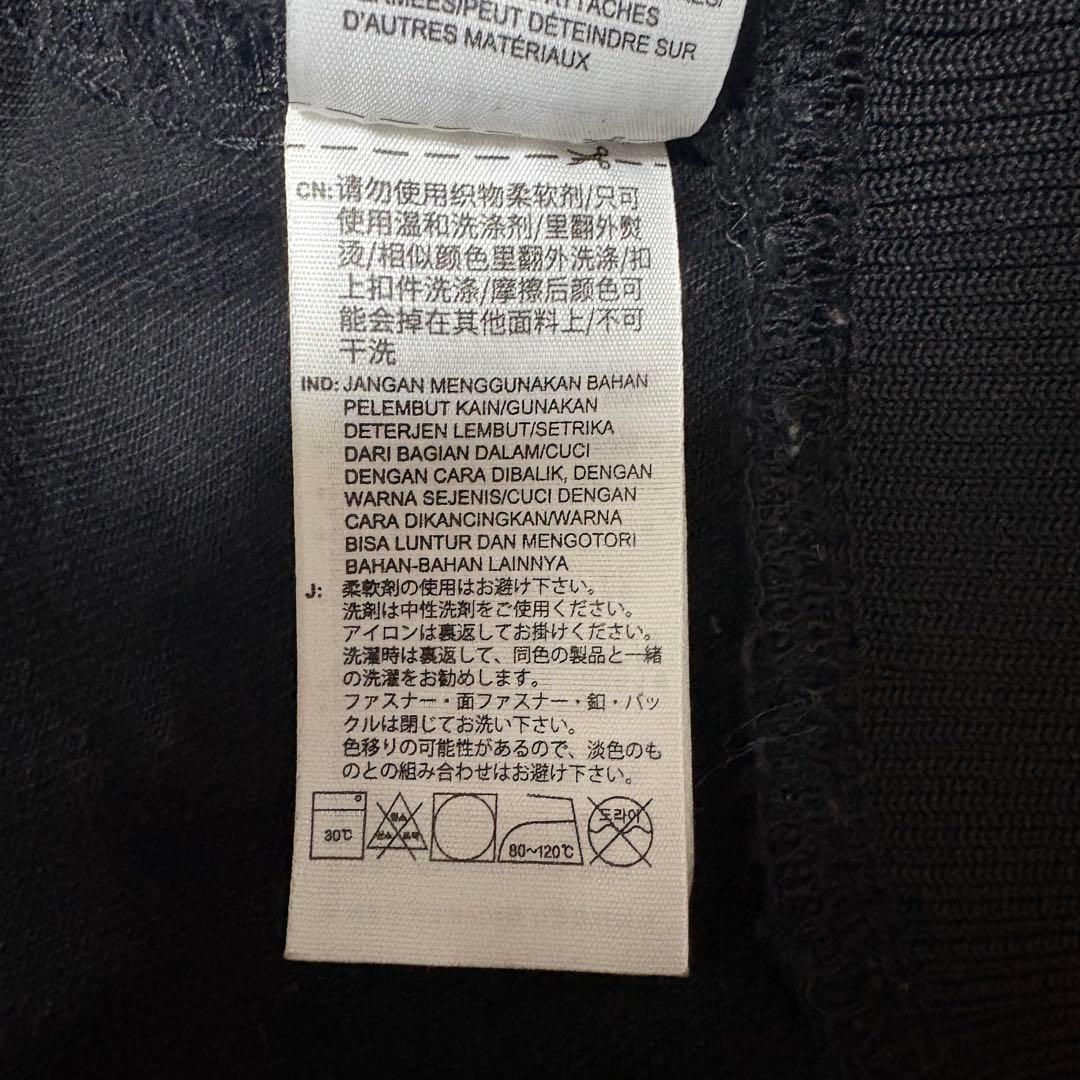 ATTACHES
FERMÉES/PEUT DÉTEINDRE SUR
D'AUTRES MATÉRIAUX
CN:请勿使用织物柔软剂/只可
使用温和洗涤剂/里翻外熨
烫/相似颜色里翻外洗涤/扣
上扣件洗涤/摩擦后颜色可
能会掉在其他面料上/不可
干洗
IND: JANGAN MENGGUNAKAN BAHAN
PELEMBUT KAIN/GUNAKAN
DETERJEN LEMBUT/SETRIKA
DARI BAGIAN DALAM/CUCI
DENGAN CARA DIBALIK, DENGAN
WARNA SEJENIS/CUCI DENGAN
CARA DIKANCINGKAN/WARNA
BISA LUNTUR DAN MENGOTORI
BAHAN-BAHAN LAINNYA
J: 柔軟剤の使用はお避け下さい。
洗剤は中性洗剤をご使用ください。
アイロンは裏返してお掛けください。
洗濯時は裏返して、同色の製品と一緒
の洗濯をお勧めします。
ファスナー・面ファスナー・釦・バッ
クルは閉じてお洗い下さい。
色移りの可能性があるので、淡色のも
のとの組み合わせはお避け下さい。
30℃ 80~120℃ 드라이